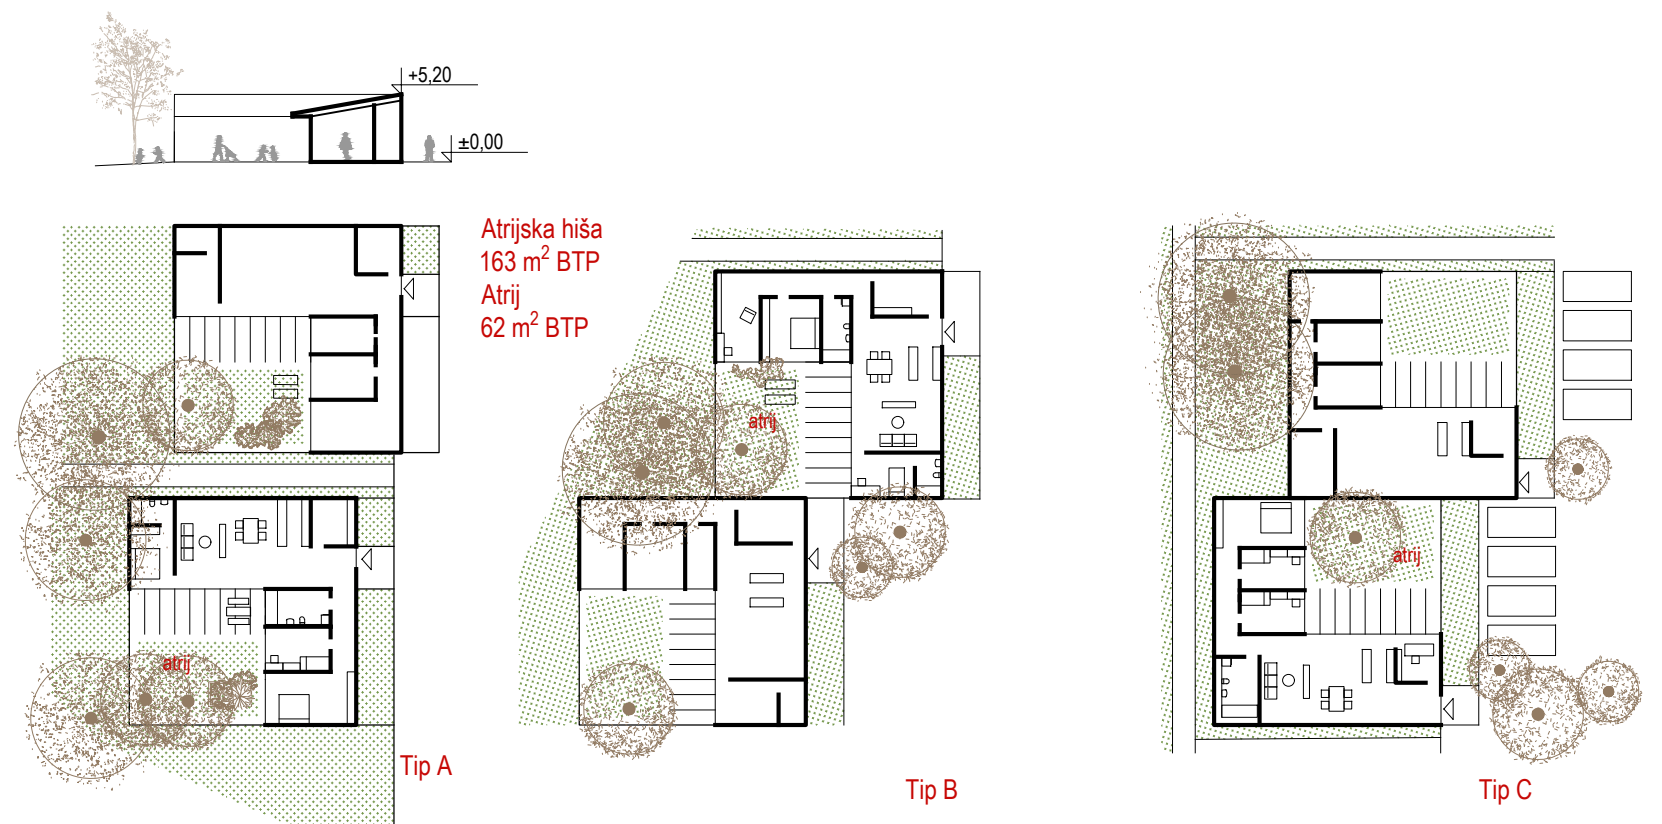 +5,20
±0,00
Atrijska hiša
163 m² BTP
Atrij
62 m² BTP
atrij
atrij
atrij
Tip A
Tip B
Tip C